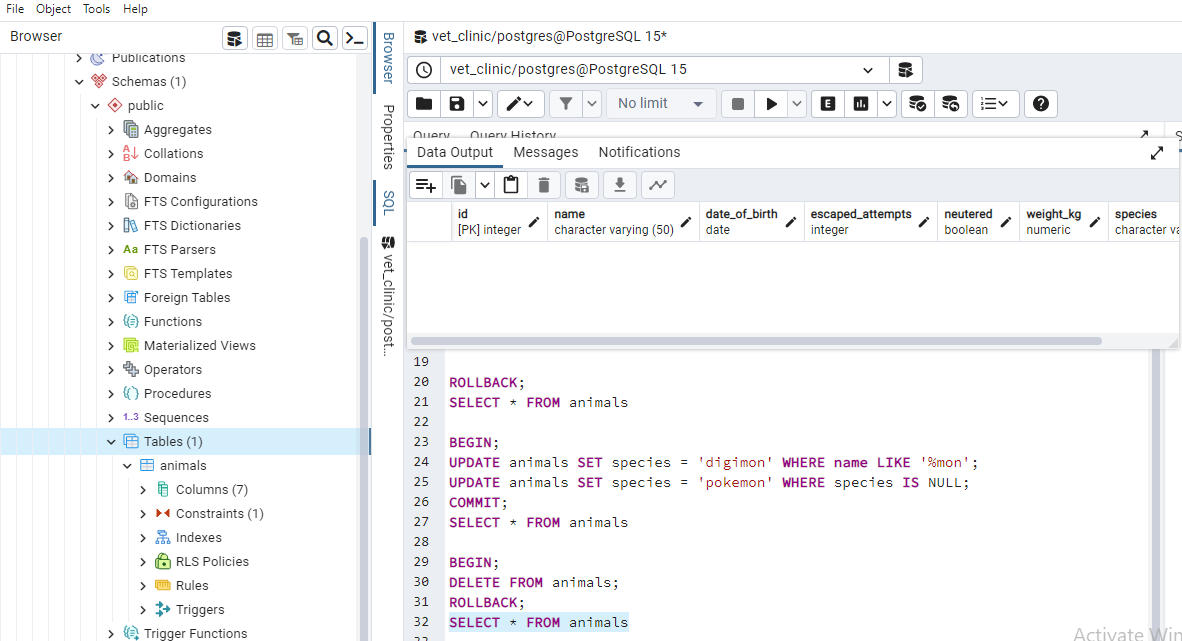 File Object Tools Help
Browser
Publications
Schemas (1)
public
Aggregates
Collations
Domains
FTS Configurations
FTS Dictionaries
Aa FTS Parsers
FTS Templates
Foreign Tables
Functions
Materialized Views
Operators
Procedures
1..3 Sequences
Tables (1)
animals
Columns (7)
Constraints (1)
Indexes
RLS Policies
Rules
Triggers
Trigger Functions
Browser
Properties
SQL
vet_clinic/post...
vet_clinic/postgres@PostgreSQL 15*
vet_clinic/postgres@PostgreSQL 15
No limit
E
Query Query History
Data Output Messages Notifications
id name date_of_birth escaped_attempts neutered weight_kg species
[PK] integer character varying (50) date integer boolean numeric character va
19
20 ROLLBACK;
21 SELECT * FROM animals
22
23 BEGIN;
24 UPDATE animals SET species = 'digimon' WHERE name LIKE '%mon';
25 UPDATE animals SET species = 'pokemon' WHERE species IS NULL;
26 COMMIT;
27 SELECT * FROM animals
28
29 BEGIN;
30 DELETE FROM animals;
31 ROLLBACK;
32 SELECT * FROM animals
Activate Win